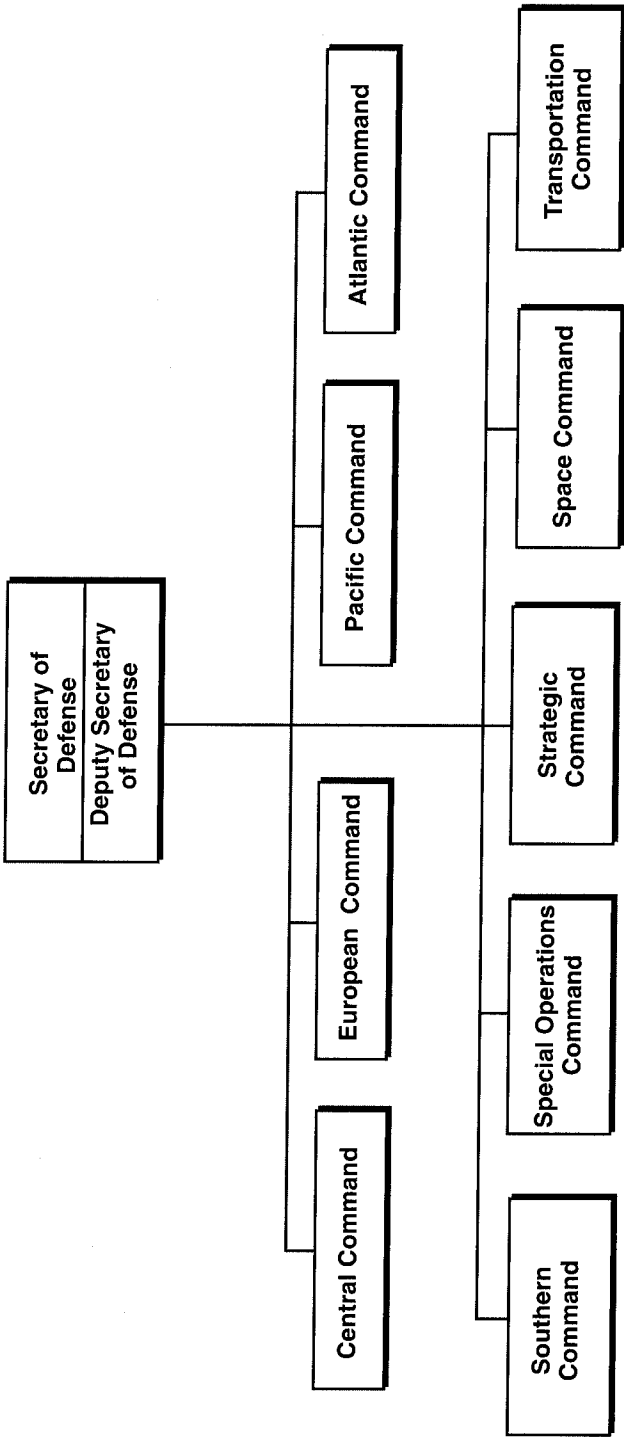 Secretary of
Defense
Deputy Secretary
of Defense
Central Command
European Command
Pacific Command
Atlantic Command
Southern
Command
Special Operations
Command
Strategic
Command
Space Command
Transportation
Command